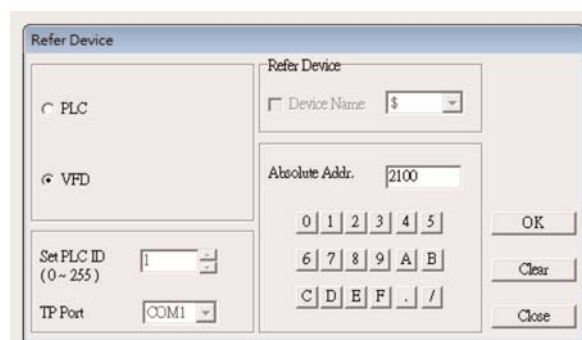 Refer Device
PLC
VFD
Set PLC ID
(0 ~ 255)
1
TP Port
COM1
Refer Device
Device Name
$
Absolute Addr.
2100
0 1 2 3 4 5
6 7 8 9 A B
C D E F . /
OK
Clear
Close